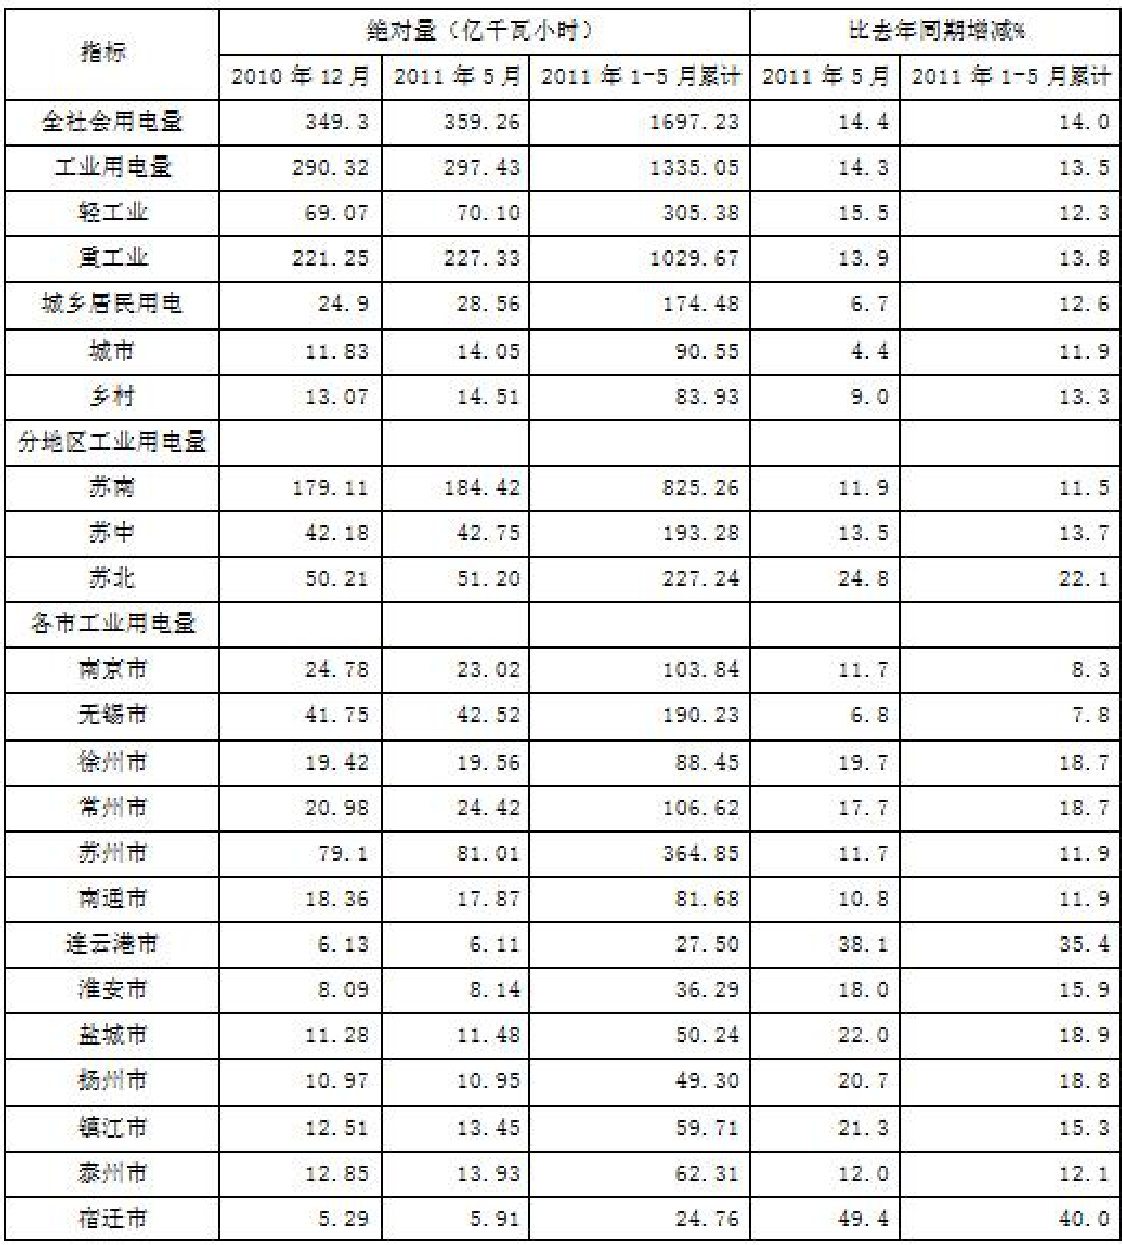 指标 绝对量（亿千瓦小时） 比去年同期增减%
2010 年 12 月 2011 年 5 月 2011 年 1-5 月累计 2011 年 5 月 2011 年 1-5 月累计
全社会用电量 349.3 359.26 1697.23 14.4 14.0
工业用电量 290.32 297.43 1335.05 14.3 13.5
轻工业 69.07 70.10 305.38 15.5 12.3
重工业 221.25 227.33 1029.67 13.9 13.8
城乡居民用电 24.9 28.56 174.48 6.7 12.6
城市 11.83 14.05 90.55 4.4 11.9
乡村 13.07 14.51 83.93 9.0 13.3
分地区工业用电量
苏南 179.11 184.42 825.26 11.9 11.5
苏中 42.18 42.75 193.28 13.5 13.7
苏北 50.21 51.20 227.24 24.8 22.1
各市工业用电量
南京市 24.78 23.02 103.84 11.7 8.3
无锡市 41.75 42.52 190.23 6.8 7.8
徐州市 19.42 19.56 88.45 19.7 18.7
常州市 20.98 24.42 106.62 17.7 18.7
苏州市 79.1 81.01 364.85 11.7 11.9
南通市 18.36 17.87 81.68 10.8 11.9
连云港市 6.13 6.11 27.50 38.1 35.4
淮安市 8.09 8.14 36.29 18.0 15.9
盐城市 11.28 11.48 50.24 22.0 18.9
扬州市 10.97 10.95 49.30 20.7 18.8
镇江市 12.51 13.45 59.71 21.3 15.3
泰州市 12.85 13.93 62.31 12.0 12.1
宿迁市 5.29 5.91 24.76 49.4 40.0